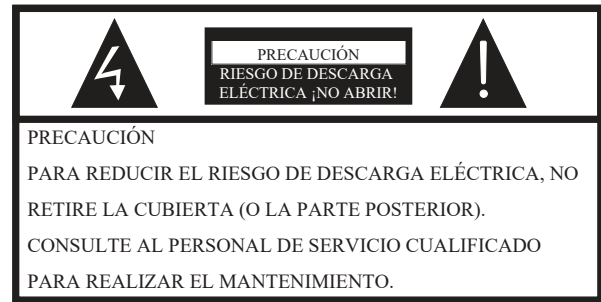 PRECAUCIÓN
RIESGO DE DESCARGA
ELÉCTRICA ¡NO ABRIR!
PRECAUCIÓN
PARA REDUCIR EL RIESGO DE DESCARGA ELÉCTRICA, NO
RETIRE LA CUBIERTA (O LA PARTE POSTERIOR).
CONSULTE AL PERSONAL DE SERVICIO CUALIFICADO
PARA REALIZAR EL MANTENIMIENTO.